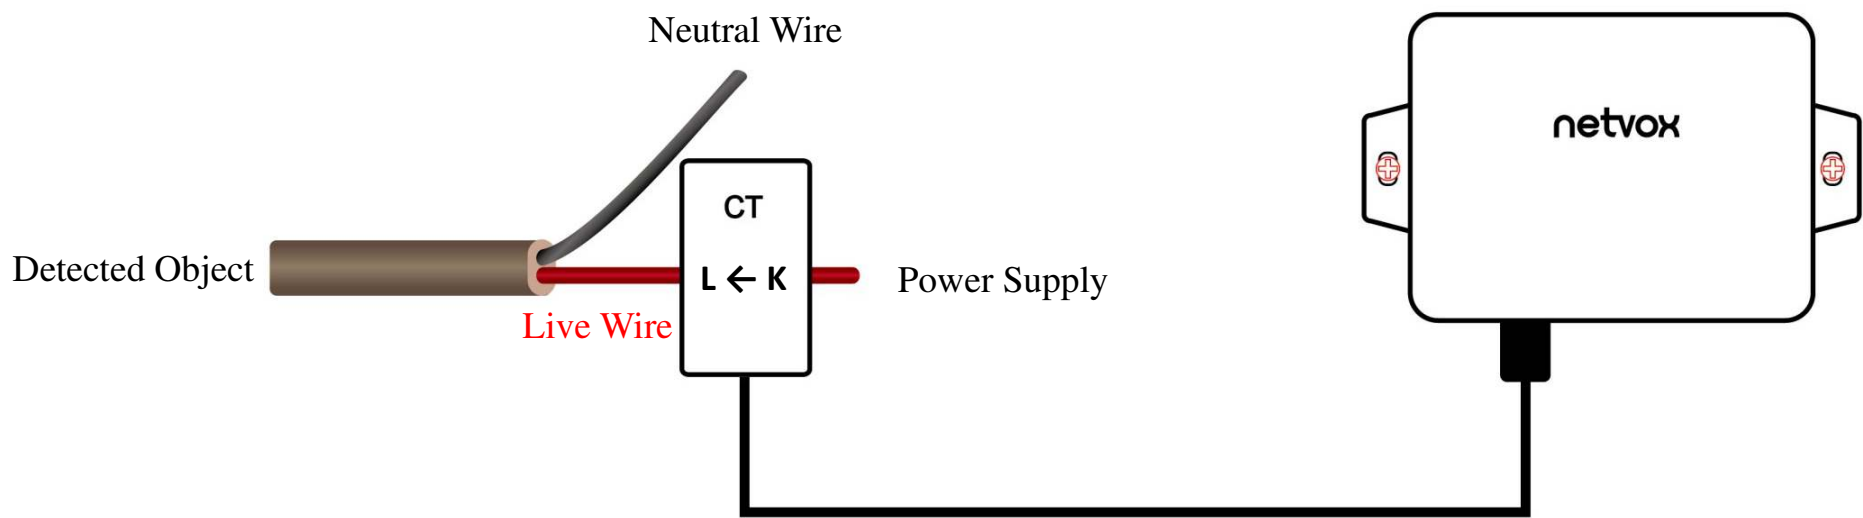 Neutral Wire
netvox
CT
Detected Object
L ← K
Power Supply
Live Wire